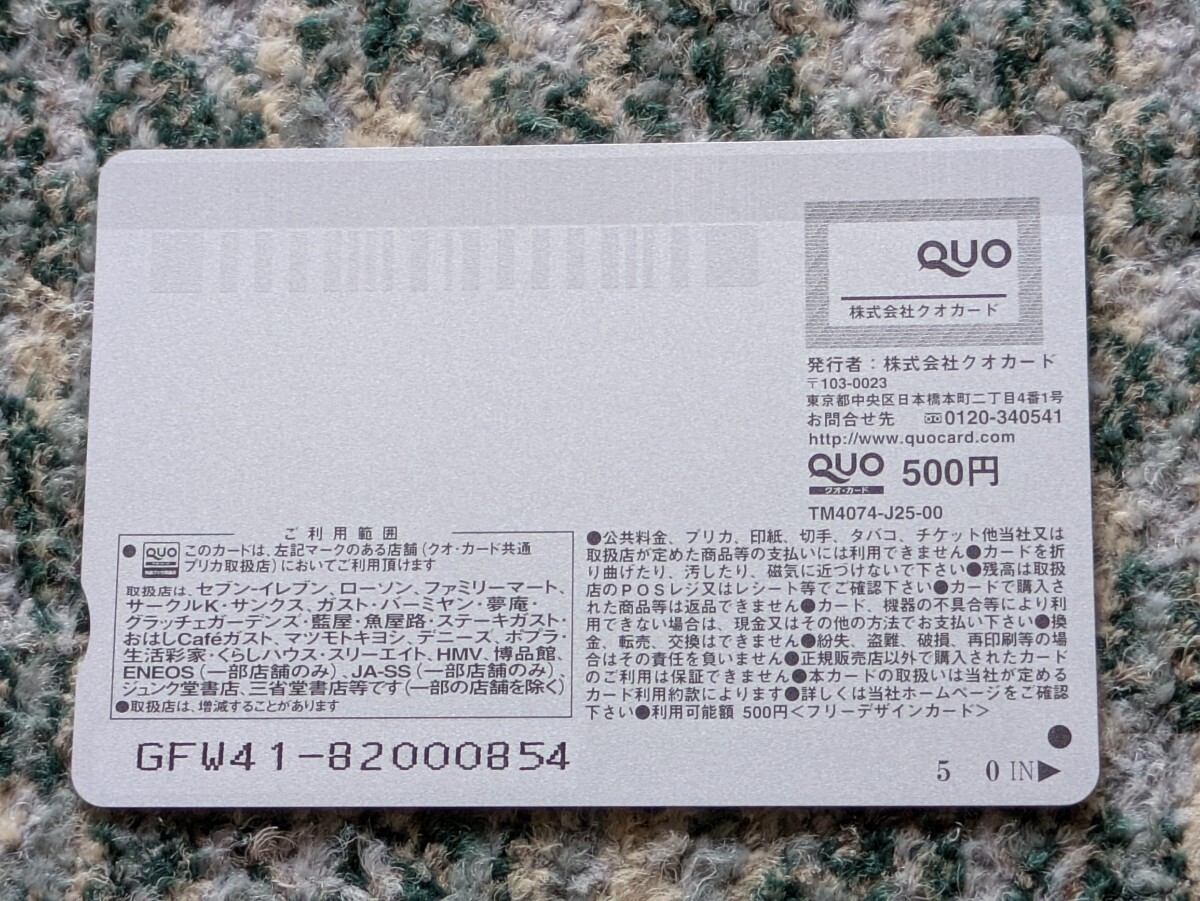 QUO
株式会社クオカード
発行者：株式会社クオカード
〒103-0023
東京都中央区日本橋本町二丁目4番1号
お問合せ先 0120-340541
http://www.quocard.com
QUO 500円
クオ・カード
TM4074-J25-00
ご利用範囲
● QUO このカードは、左記マークのある店舗（クオ・カード共通
プリカ取扱店）においてご利用頂けます
取扱店は、セブン-イレブン、ローソン、ファミリーマート、
サークルK・サンクス、ガスト・バーミヤン・夢庵・
グラッチェガーデンズ・藍屋・魚屋路・ステーキガスト・
おはしCaféガスト、マツモトキヨシ、デニーズ、ポプラ・
生活彩家・くらしハウス・スリーエイト、HMV、博品館、
ENEOS（一部店舗のみ）、JA-SS（一部店舗のみ）、
ジュンク堂書店、三省堂書店等です（一部の店舗を除く）
●取扱店は、増減することがあります
●公共料金、プリカ、印紙、切手、タバコ、チケット他当社又は
取扱店が定めた商品等の支払いには利用できません●カードを折
り曲げたり、汚したり、磁気に近づけないで下さい●残高は取扱
店のPOSレジ又はレシート等でご確認下さい●カードで購入さ
れた商品等は返品できません●カード、機器の不具合等により利
用できない場合は、現金又はその他の方法でお支払い下さい●換
金、転売、交換はできません●紛失、盗難、破損、再印刷等の場
合はその責任を負いません●正規販売店以外で購入されたカード
のご利用は保証できません●本カードの取扱いは当社が定める
カード利用約款によります●詳しくは当社ホームページをご確認
下さい●利用可能額 500円＜フリーデザインカード＞
GFW41-82000854
5 0 IN▶